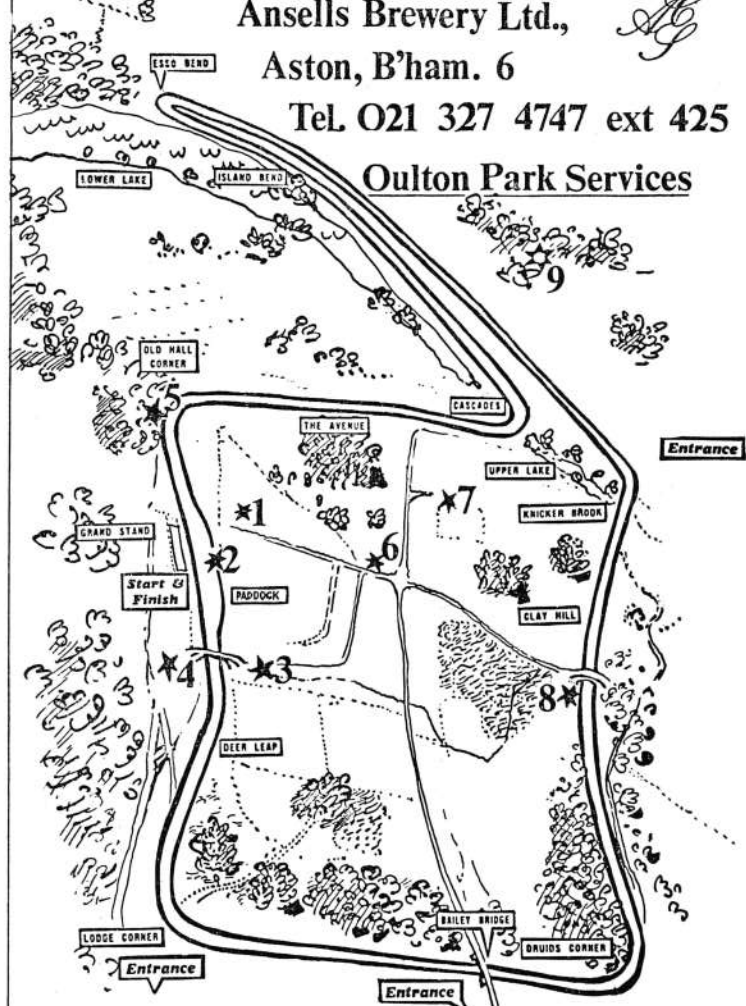 Ansells Brewery Ltd.,
Aston, B'ham. 6
Tel. 021 327 4747 ext 425
Oulton Park Services
ESSO BEND
LOWER LAKE
ISLAND BEND
9
OLD HALL
CORNER
5
CASCADES
THE AVENUE
Entrance
UPPER LAKE
1
7
KNICKER BROOK
GRAND STAND
2
6
Start &
Finish
PADDOCK
CLAY HILL
4
3
8
DEER LEAP
LODGE CORNER
BAILEY BRIDGE
DRUIDS CORNER
Entrance
Entrance